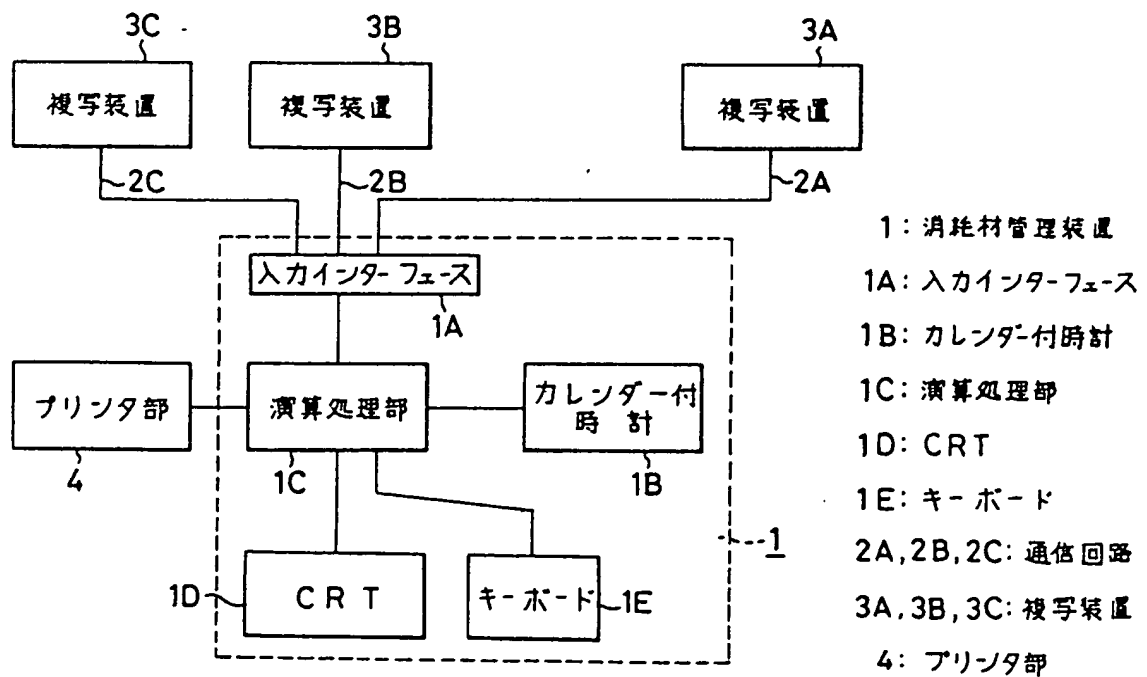 3C
3B
3A
複写装置
複写装置
複写装置
2C
2B
2A
入力インターフェース
1A
プリンタ部
演算処理部
カレンダー付
時計
4
1C
1B
1
1D
CRT
キーボード
1E
1: 消耗材管理装置
1A: 入力インターフェース
1B: カレンダー付時計
1C: 演算処理部
1D: CRT
1E: キーボード
2A,2B,2C: 通信回路
3A,3B,3C: 複写装置
4: プリンタ部